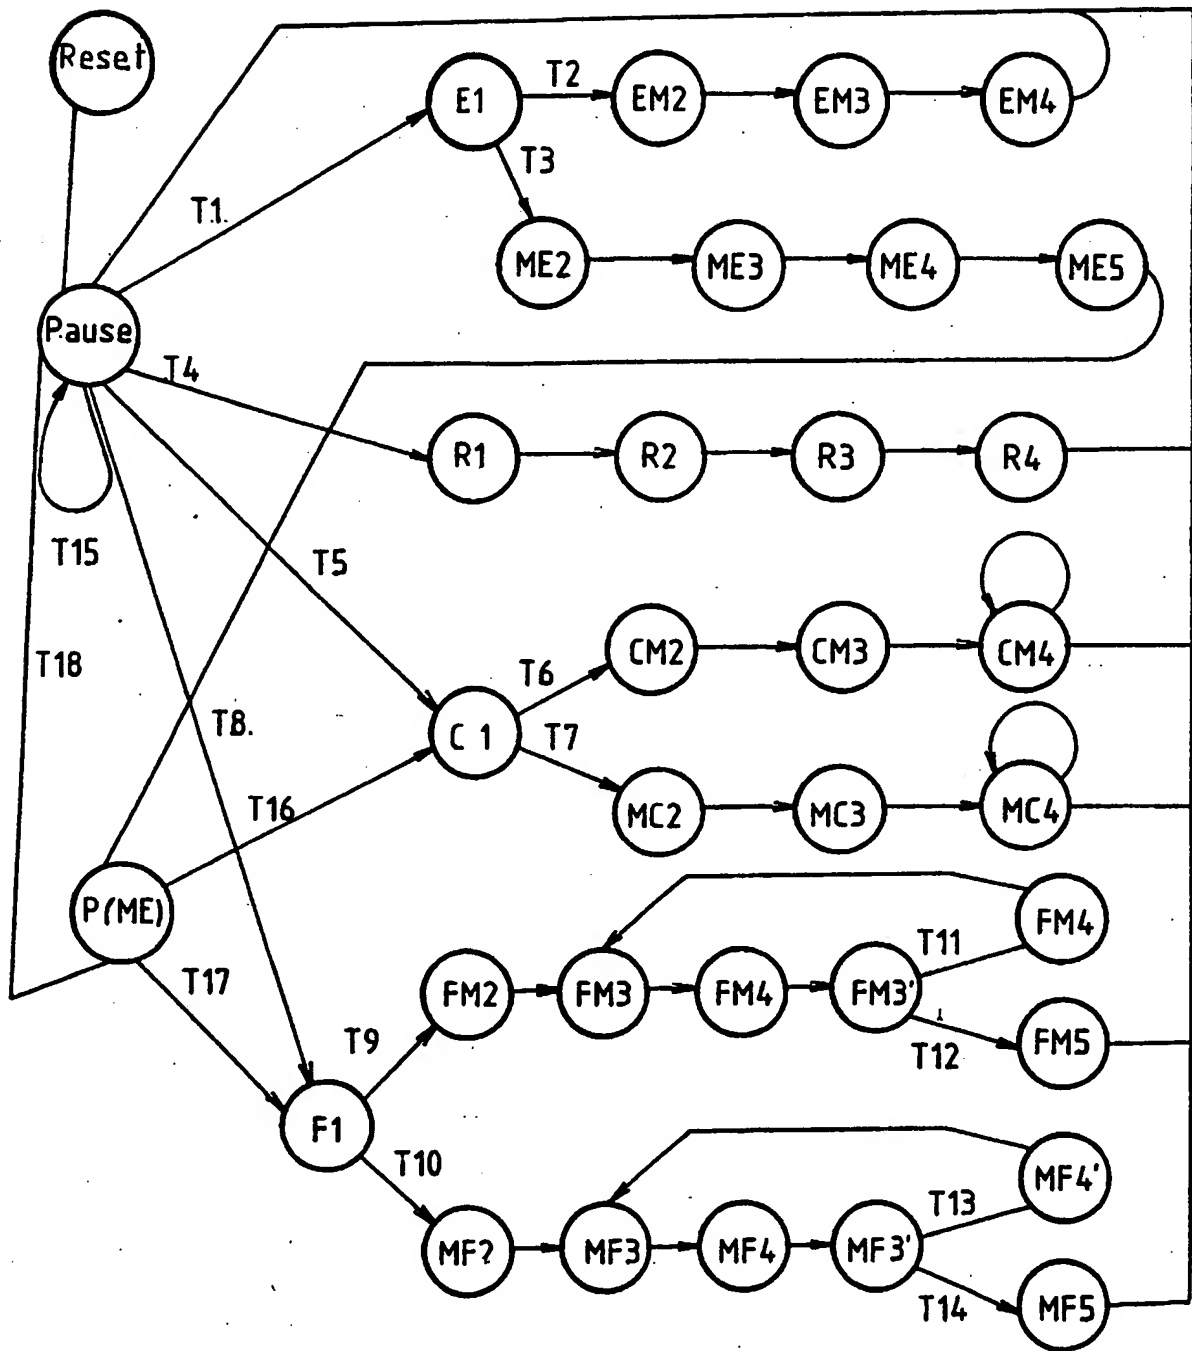 Reset
E1
T2
EM2
EM3
EM4
T1.
T3
ME2
ME3
ME4
ME5
Pause
T4
R1
R2
R3
R4
T15
T5
T18
T8.
C 1
T6
CM2
CM3
CM4
T7
MC2
MC3
MC4
T16
P(ME)
T17
F1
T9
FM2
FM3
FM4
FM3'
T11
FM4
T12
FM5
T10
MF?
MF3
MF4
MF3'
T13
MF4'
T14
MF5